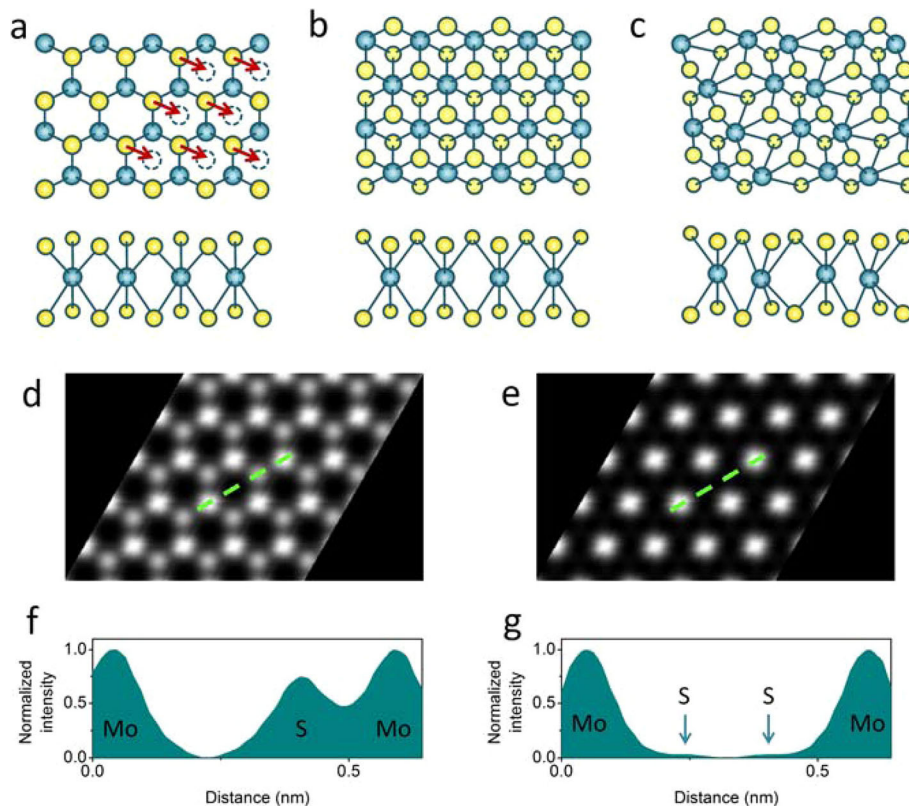 a
b
c
d
e
f
g
Normalized
intensity
1.0
0.5
0.0
Mo
S
Mo
0.0
0.5
Distance (nm)
Normalized
intensity
1.0
0.5
0.0
Mo
S
S
Mo
0.0
0.5
Distance (nm)